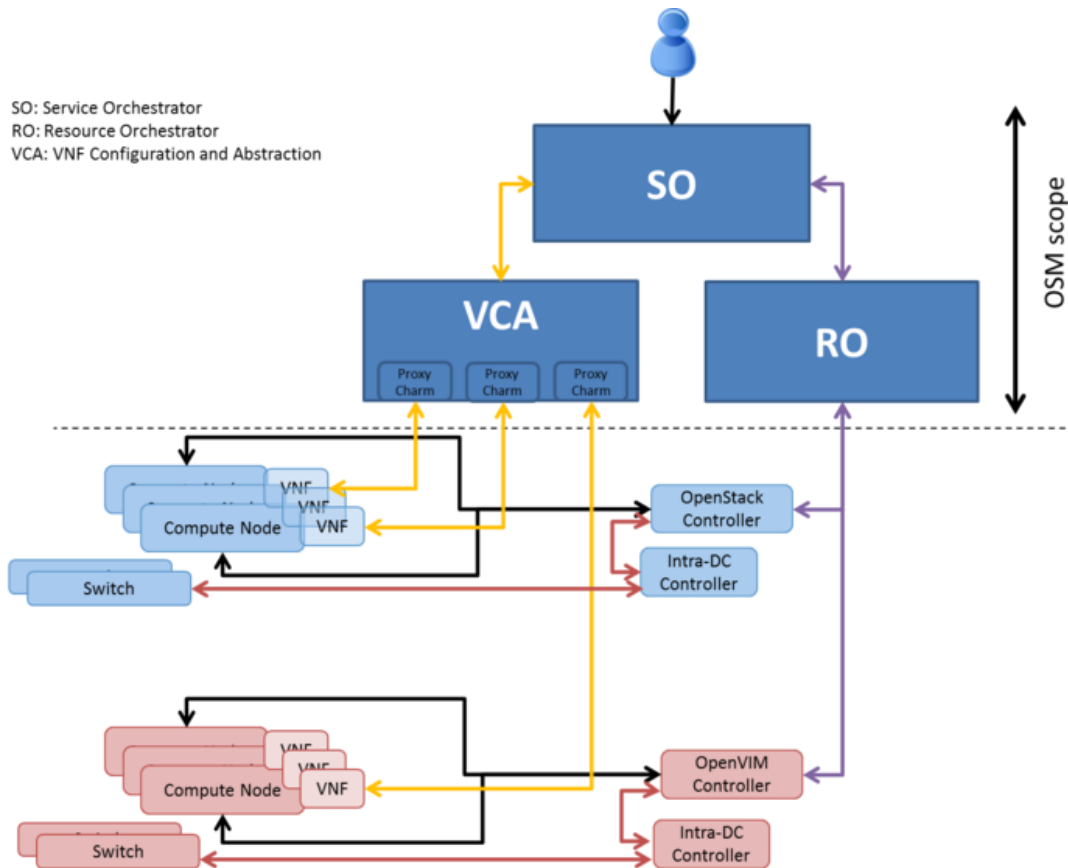 SO: Service Orchestrator
RO: Resource Orchestrator
VCA: VNF Configuration and Abstraction
SO
OSM scope
VCA
RO
Proxy
Charm
Proxy
Charm
Proxy
Charm
VNF
VNF
VNF
Compute Node
OpenStack
Controller
Intra-DC
Controller
Switch
VNF
VNF
VNF
Compute Node
OpenVIM
Controller
Intra-DC
Controller
Switch